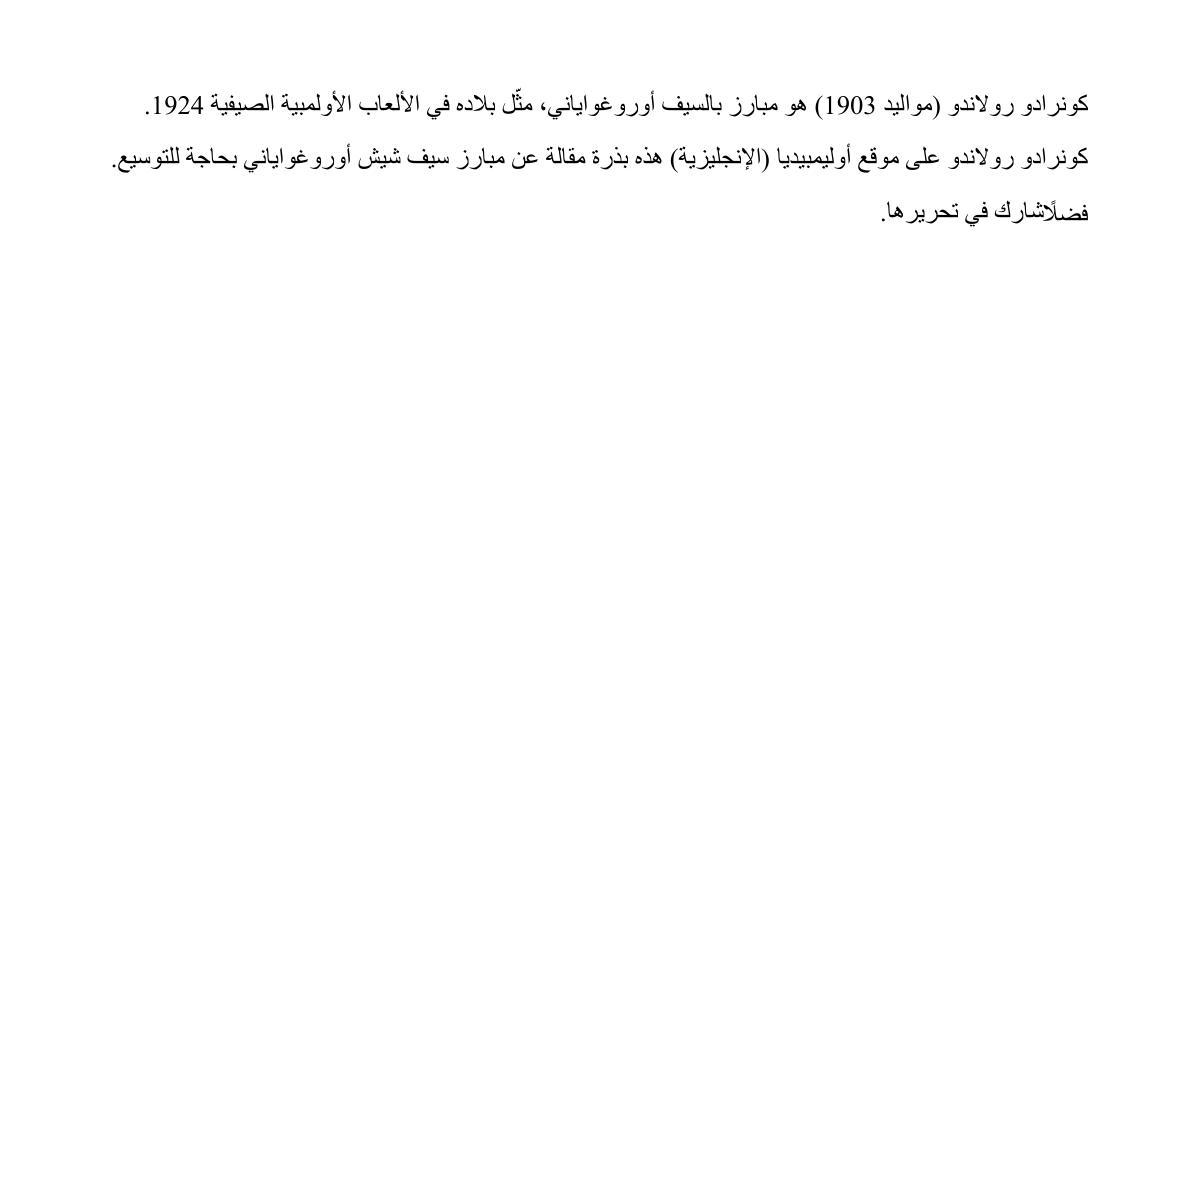 كونرادو رولاندو (مواليد 1903) هو مبارز بالسيف أوروغواياني، مثّل بلاده في الألعاب الأولمبية الصيفية 1924.
كونرادو رولاندو على موقع أوليمبيديا (الإنجليزية) هذه بذرة مقالة عن مبارز سيف شيش أوروغواياني بحاجة للتوسيع.
فضلًاشارك في تحريرها.